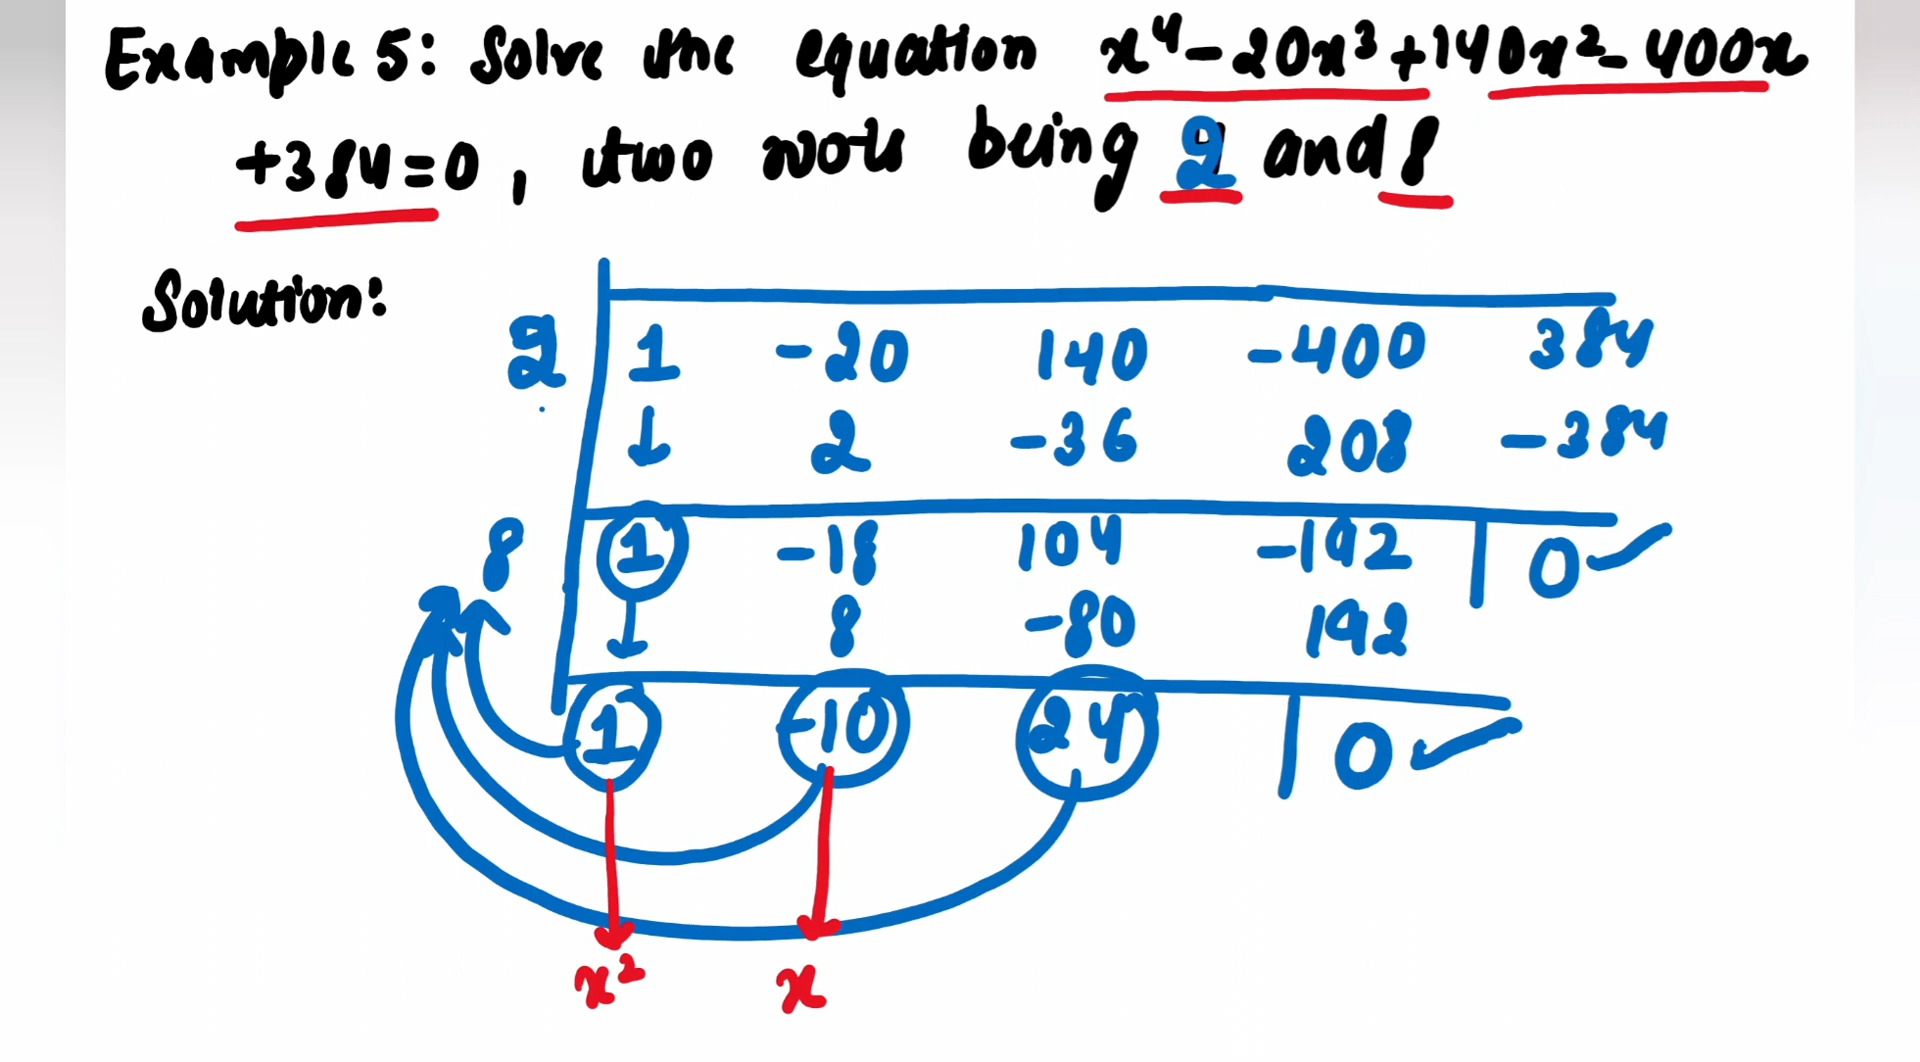 Example 5: Solve the equation x⁴-20x³+140x²-400x
+384=0, two roots being 2 and 8
Solution:
2 1 -20 140 -400 384
↓ 2 -36 208 -384
8 1 -18 104 -192 0 ✓
↓ 8 -80 192
1 -10 24 0 ✓
x² x